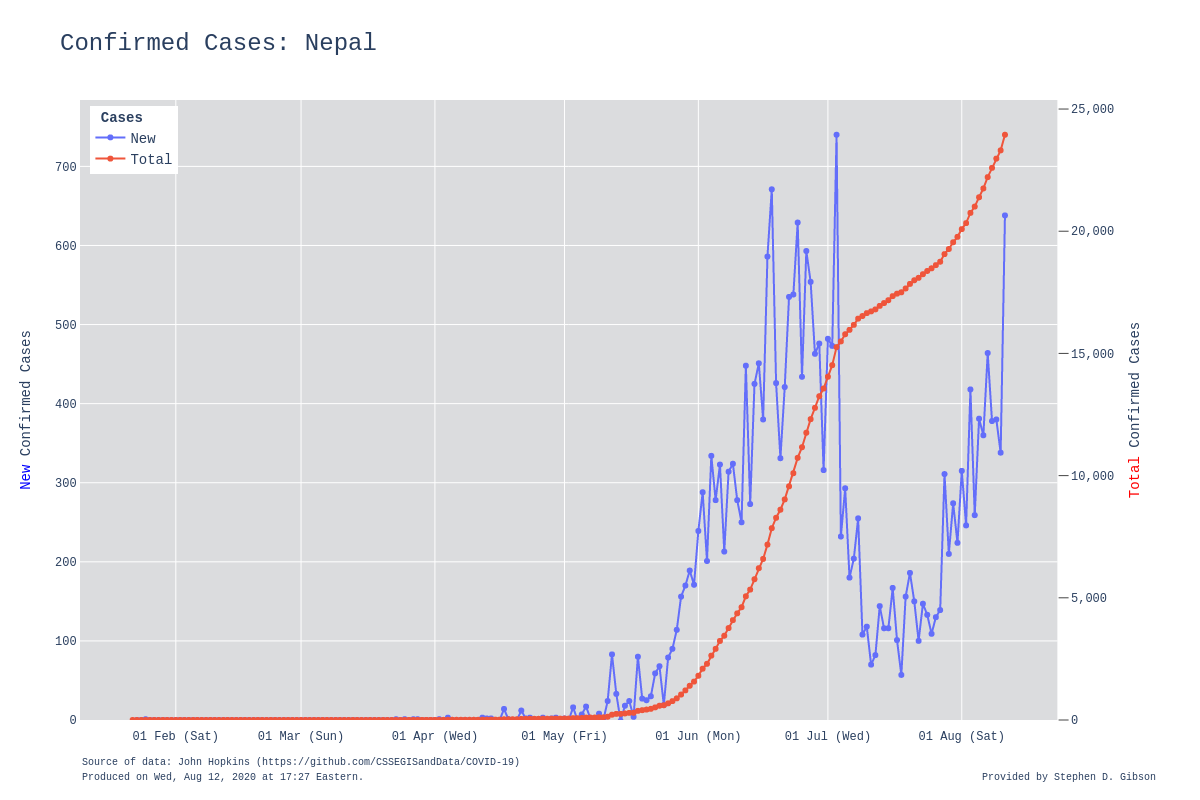 Confirmed Cases: Nepal
Cases
New
Total
700
600
500
400
300
200
100
0
25,000
20,000
15,000
10,000
5,000
0
New Confirmed Cases
Total Confirmed Cases
01 Feb (Sat)
01 Mar (Sun)
01 Apr (Wed)
01 May (Fri)
01 Jun (Mon)
01 Jul (Wed)
01 Aug (Sat)
Source of data: John Hopkins (https://github.com/CSSEGISandData/COVID-19)
Produced on Wed, Aug 12, 2020 at 17:27 Eastern.
Provided by Stephen D. Gibson